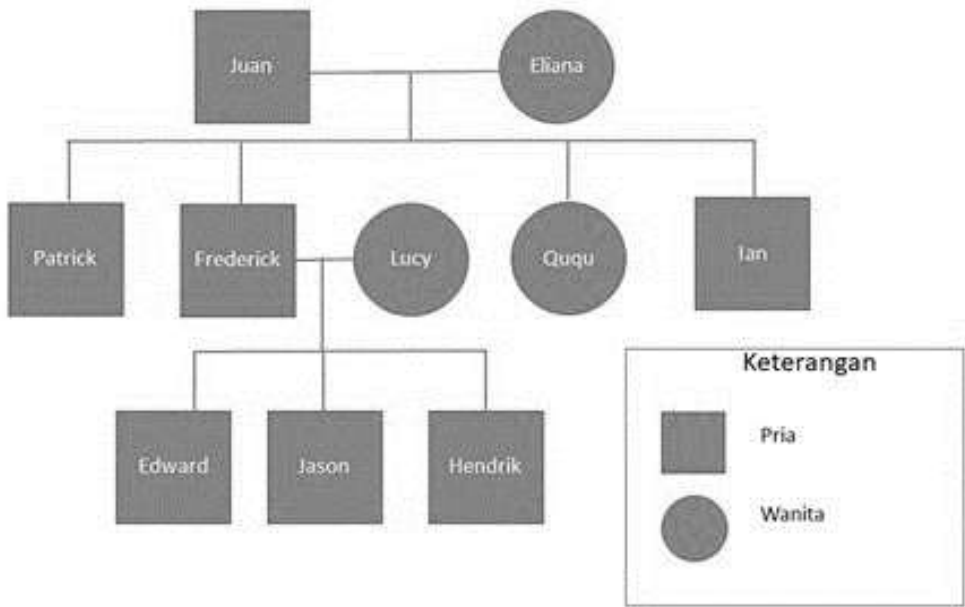 Juan
Eliana
Patrick
Frederick
Lucy
Ququ
Ian
Edward
Jason
Hendrik
Keterangan
Pria
Wanita